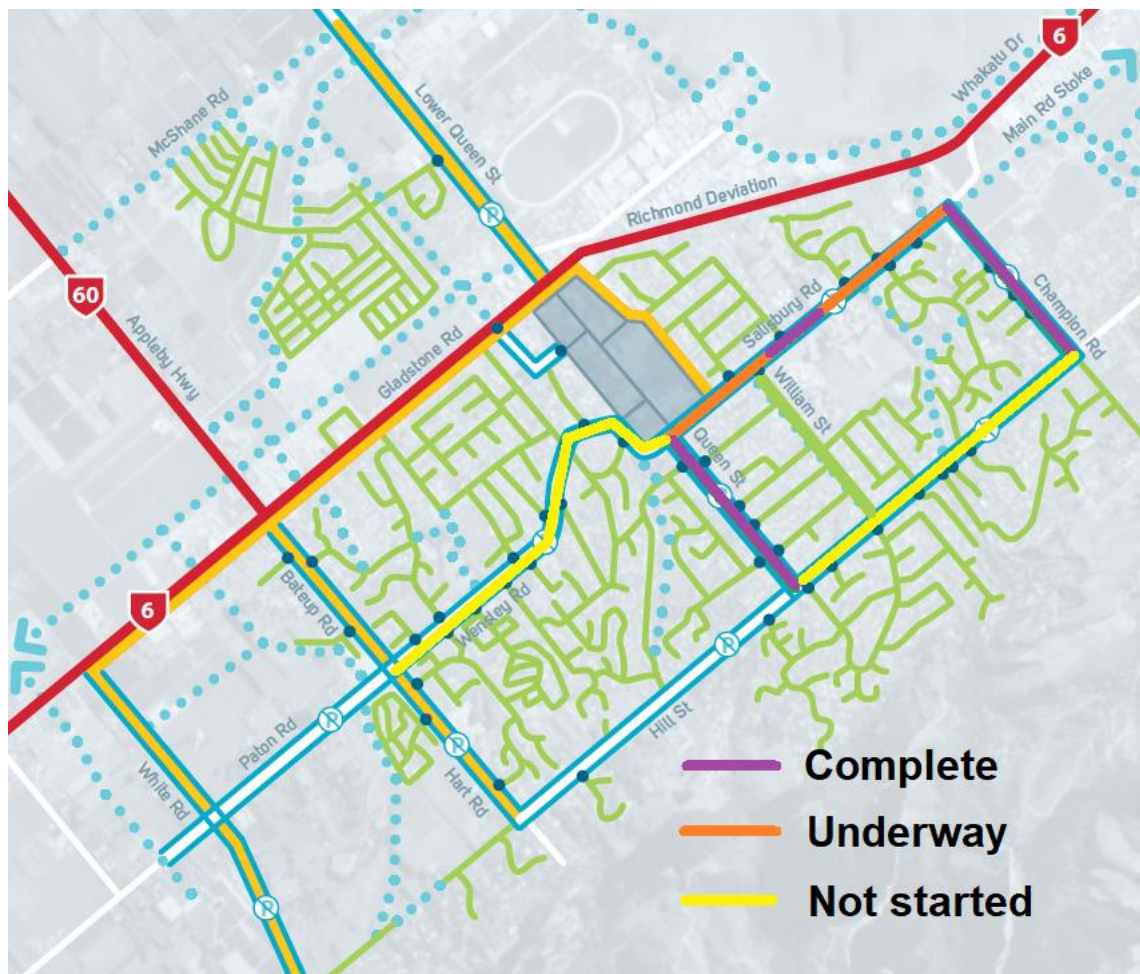 6
Whakatu Dr
Main Rd Stoke
McShane Rd
Lower Queen St
P
Richmond Deviation
60
Appleby Hwy
Gladstone Rd
Salisbury Rd
Champion Rd
William St
Queen St
6
Bateup Rd
Wensley Rd
P
Paton Rd
P
P
Hill St
White Rd
Hart Rd
P
Complete
Underway
Not started